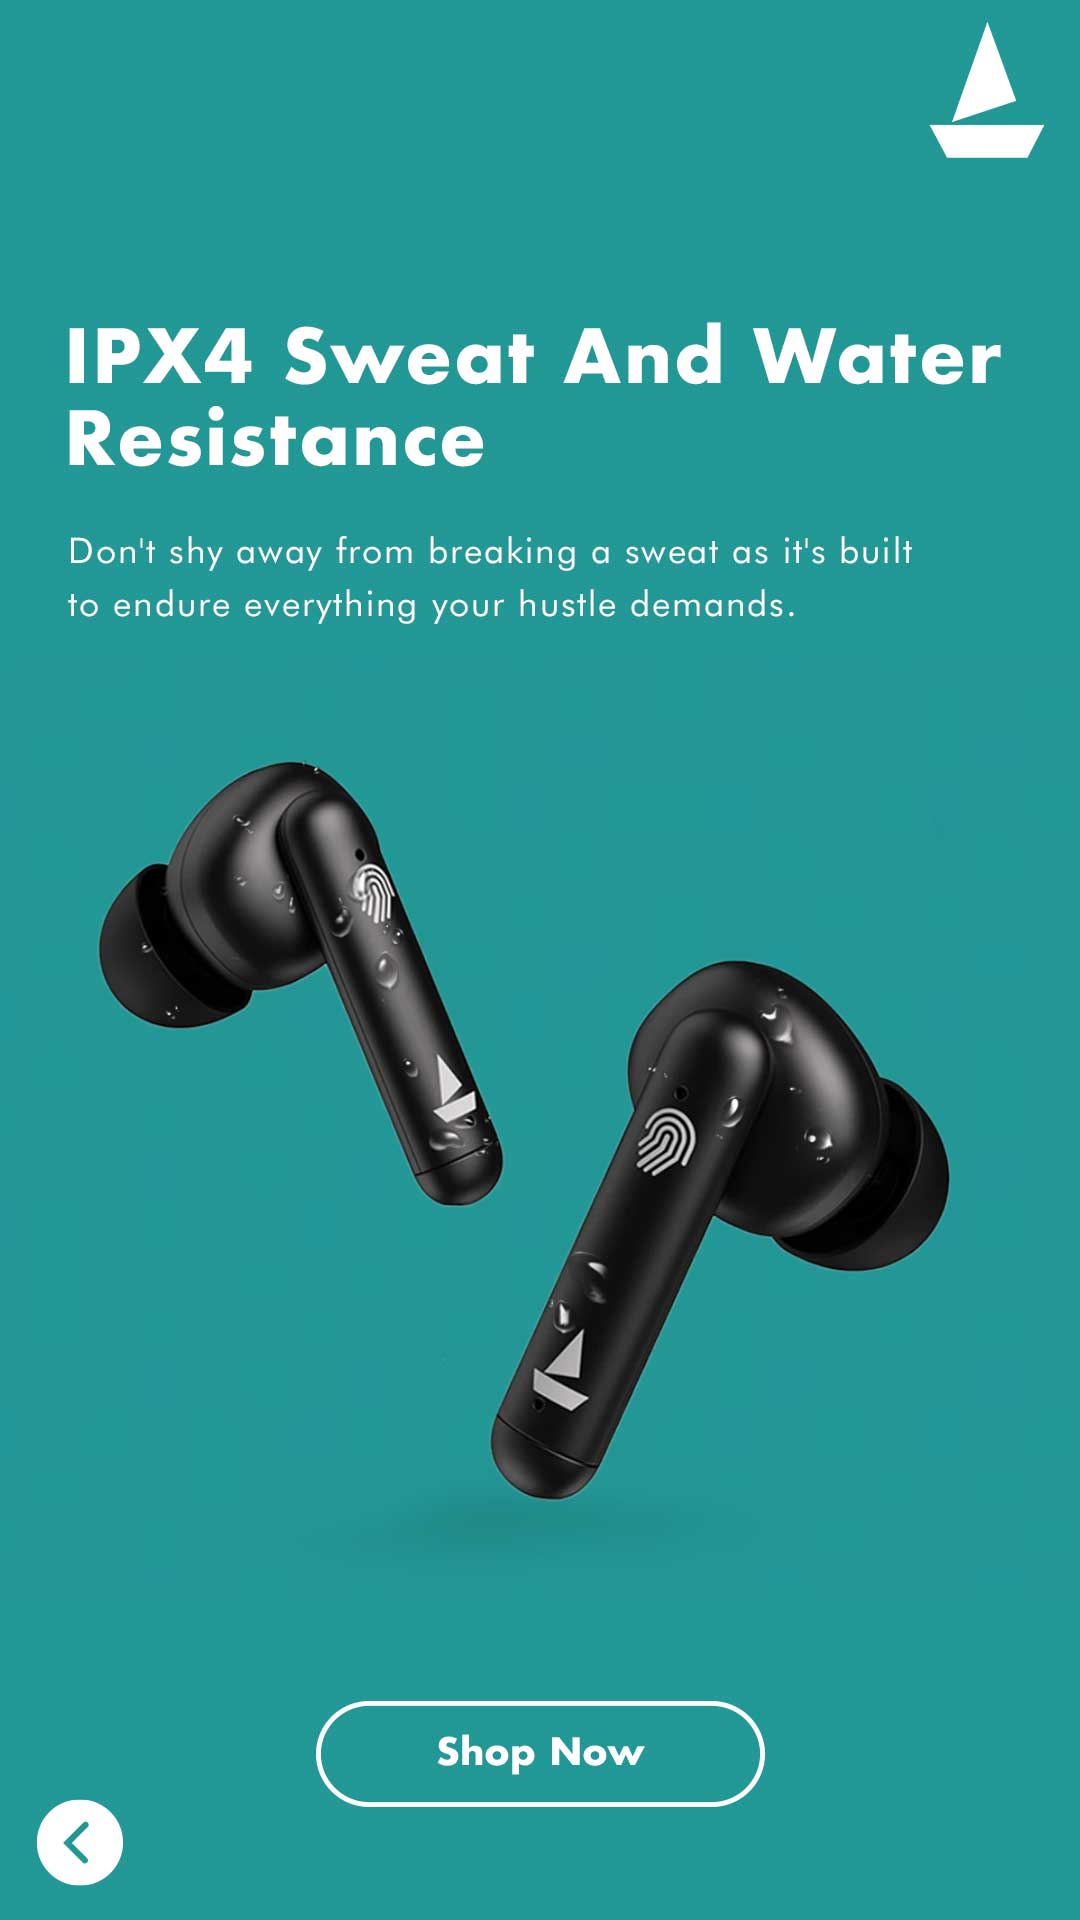 IPX4 Sweat And Water
Resistance
Don't shy away from breaking a sweat as it's built
to endure everything your hustle demands.
Shop Now